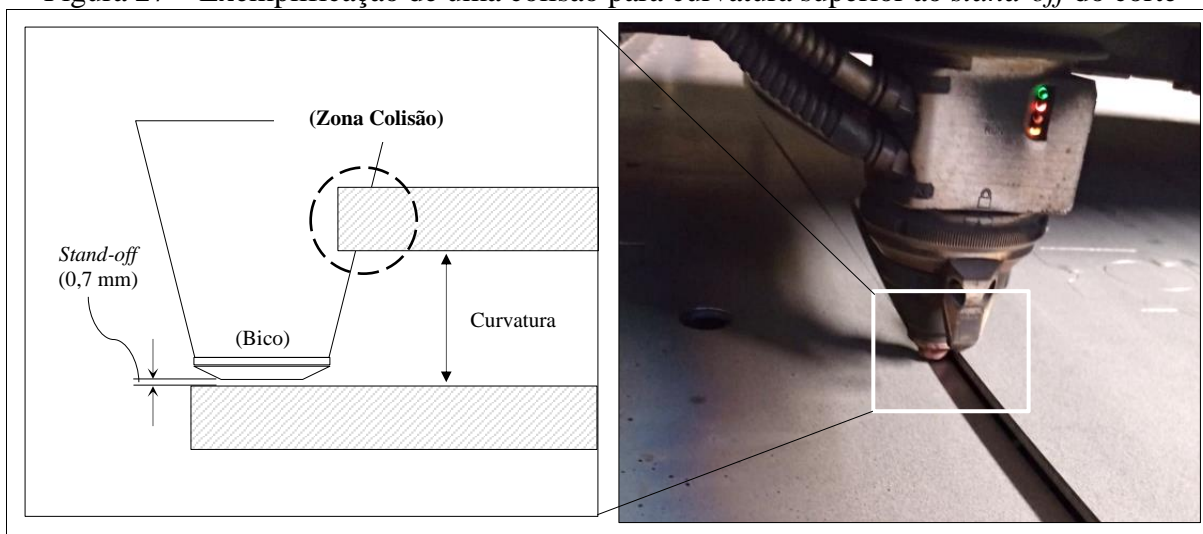 (Zona Colisão)
Stand-off
(0,7 mm)
(Bico)
Curvatura